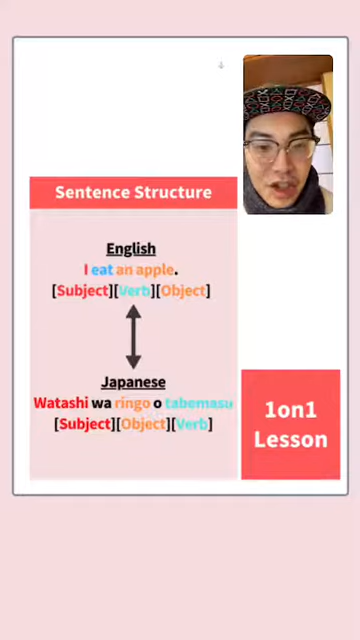 Sentence Structure
English
I eat an apple.
[Subject][Verb][Object]
Japanese
Watashi wa ringo o tabemasu
[Subject][Object][Verb]
1on1
Lesson